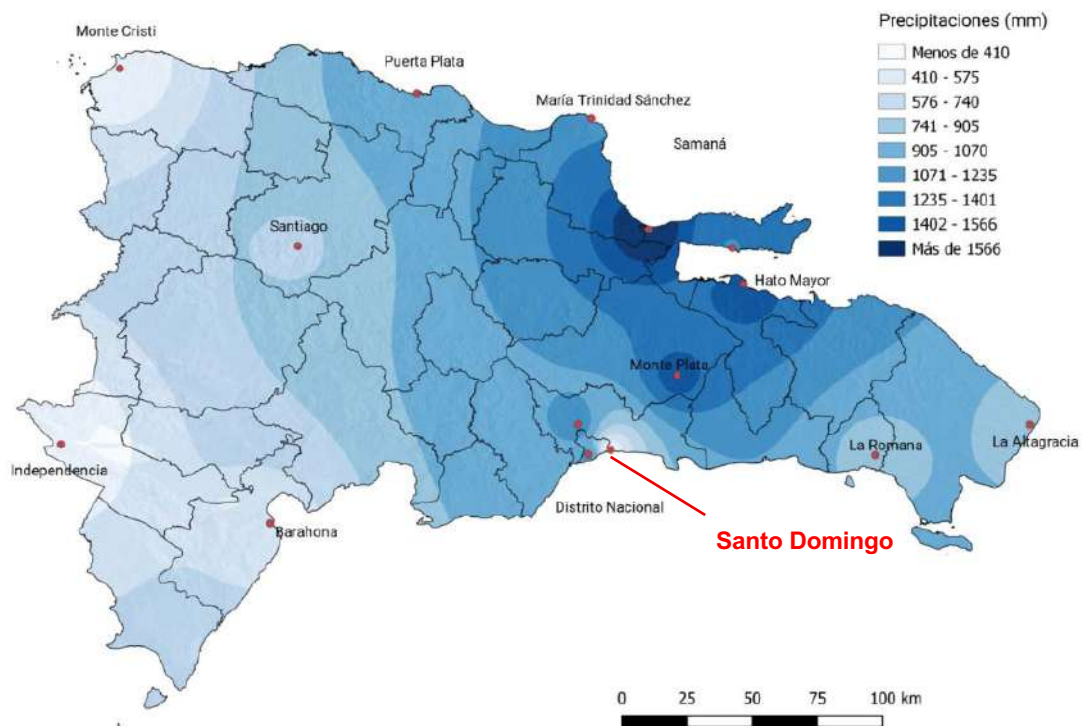 Monte Cristi
Puerta Plata
María Trinidad Sánchez
Samaná
Santiago
Hato Mayor
Monte Plata
Independencia
La Romana
La Altagracia
Distrito Nacional
Barahona
Santo Domingo
Precipitaciones (mm)
Menos de 410
410 - 575
576 - 740
741 - 905
905 - 1070
1071 - 1235
1235 - 1401
1402 - 1566
Más de 1566
0 25 50 75 100 km